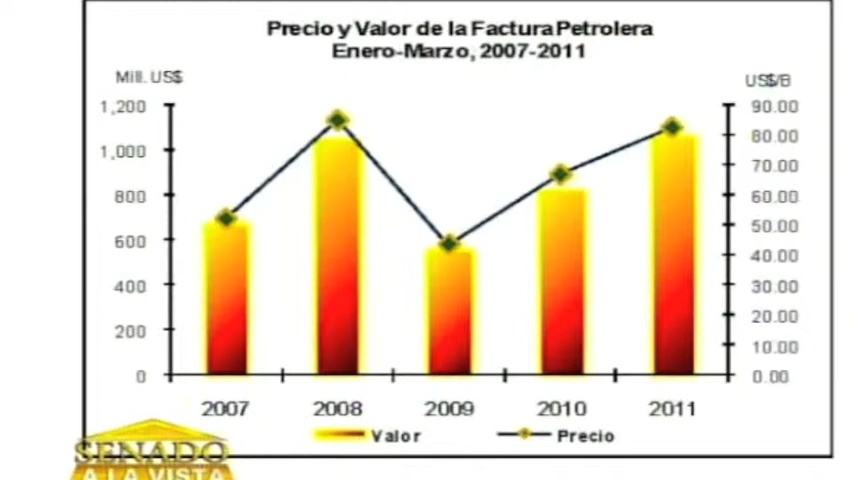 Precio y Valor de la Factura Petrolera
Enero-Marzo, 2007-2011
Mill. US$ US$/B
1,200 90.00
1,000 80.00
800 70.00
600 60.00
400 50.00
200 40.00
0 30.00
20.00
10.00
0.00
2007 2008 2009 2010 2011
Valor Precio
SENADO
A LA VISTA